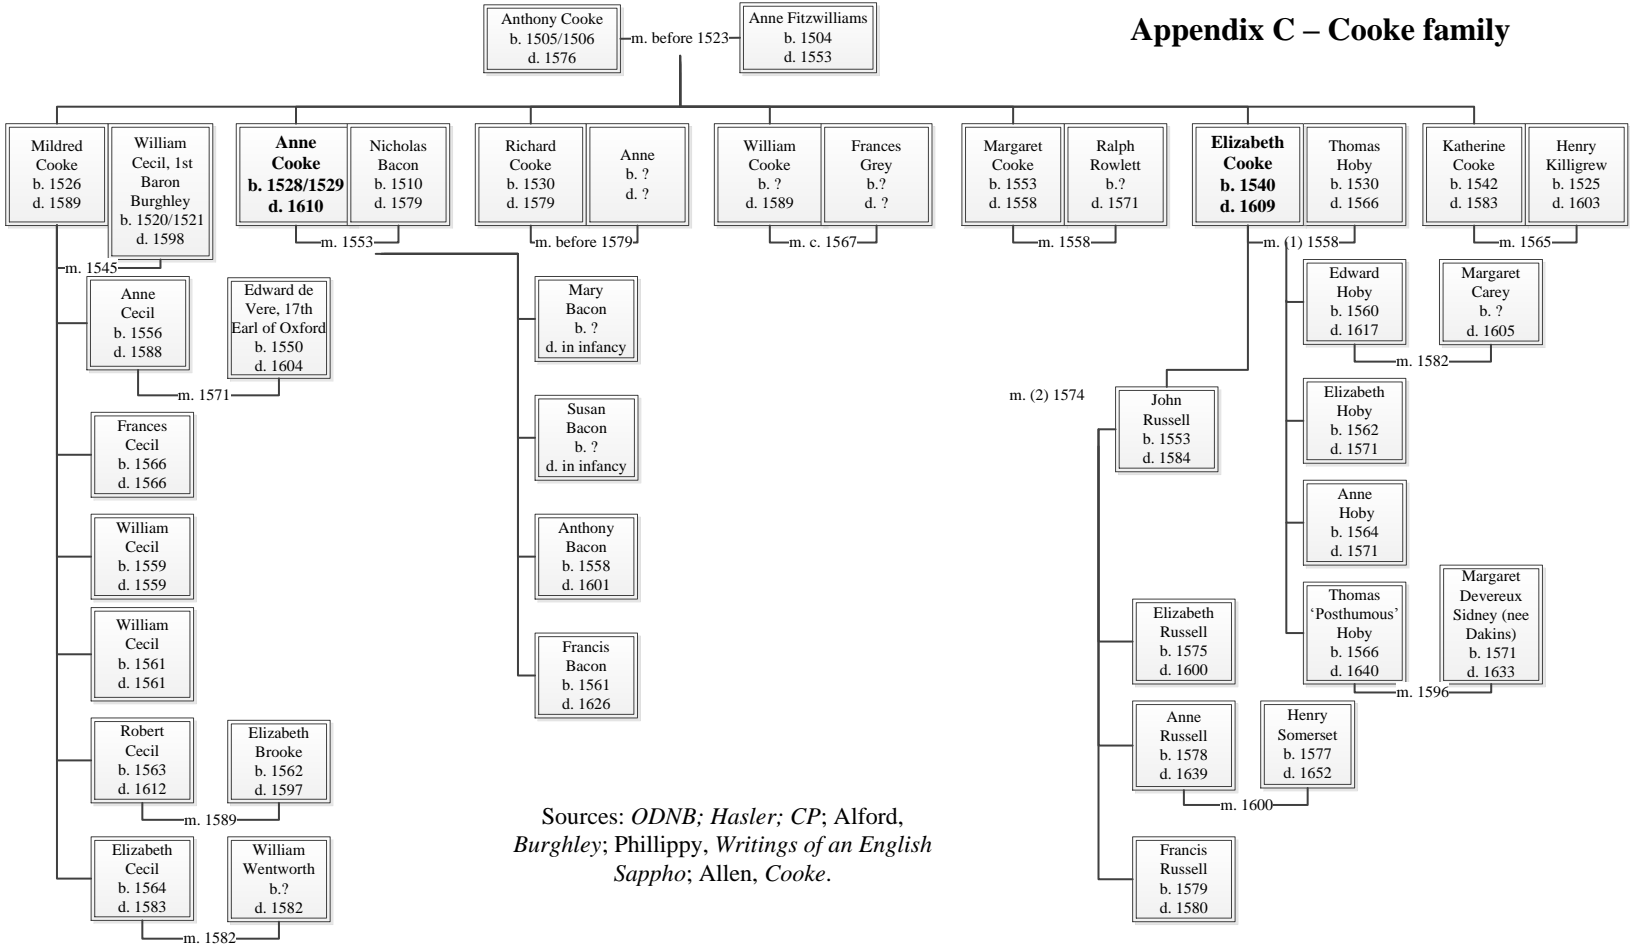 Appendix C – Cooke family
Anthony Cooke
b. 1505/1506
d. 1576
m. before 1523
Anne Fitzwilliams
b. 1504
d. 1553
Mildred
Cooke
b. 1526
d. 1589
William
Cecil, 1st
Baron
Burghley
b. 1520/1521
d. 1598
m. 1545
Anne
Cooke
b. 1528/1529
d. 1610
Nicholas
Bacon
b. 1510
d. 1579
m. 1553
Richard
Cooke
b. 1530
d. 1579
Anne
b. ?
d. ?
m. before 1579
William
Cooke
b. ?
d. 1589
Frances
Grey
b.?
d. ?
m. c. 1567
Margaret
Cooke
b. 1553
d. 1558
Ralph
Rowlett
b.?
d. 1571
m. 1558
Elizabeth
Cooke
b. 1540
d. 1609
Thomas
Hoby
b. 1530
d. 1566
m. (1) 1558
Katherine
Cooke
b. 1542
d. 1583
Henry
Killigrew
b. 1525
d. 1603
m. 1565
Anne
Cecil
b. 1556
d. 1588
Edward de
Vere, 17th
Earl of Oxford
b. 1550
d. 1604
m. 1571
Frances
Cecil
b. 1566
d. 1566
William
Cecil
b. 1559
d. 1559
William
Cecil
b. 1561
d. 1561
Robert
Cecil
b. 1563
d. 1612
Elizabeth
Brooke
b. 1562
d. 1597
m. 1589
Elizabeth
Cecil
b. 1564
d. 1583
William
Wentworth
b.?
d. 1582
m. 1582
Mary
Bacon
b. ?
d. in infancy
Susan
Bacon
b. ?
d. in infancy
Anthony
Bacon
b. 1558
d. 1601
Francis
Bacon
b. 1561
d. 1626
m. (2) 1574
John
Russell
b. 1553
d. 1584
Elizabeth
Russell
b. 1575
d. 1600
Anne
Russell
b. 1578
d. 1639
Henry
Somerset
b. 1577
d. 1652
m. 1600
Francis
Russell
b. 1579
d. 1580
Edward
Hoby
b. 1560
d. 1617
Margaret
Carey
b. ?
d. 1605
m. 1582
Elizabeth
Hoby
b. 1562
d. 1571
Anne
Hoby
b. 1564
d. 1571
Thomas
‘Posthumous’
Hoby
b. 1566
d. 1640
Margaret
Devereux
Sidney (nee
Dakins)
b. 1571
d. 1633
m. 1596
Sources: ODNB; Hasler; CP; Alford,
Burghley; Phillippy, Writings of an English
Sappho; Allen, Cooke.